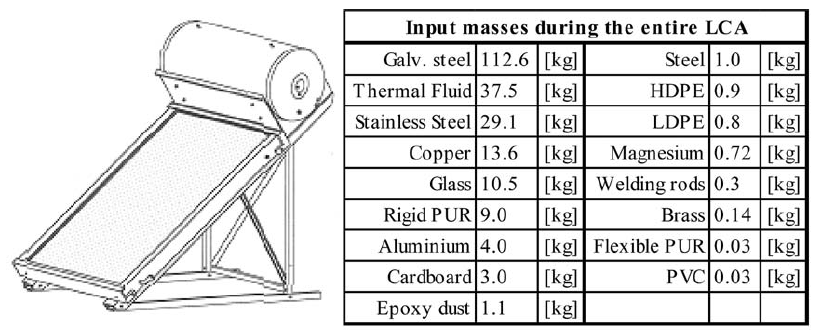 Input masses during the entire LCA
Galv. steel 112.6 [kg] Steel 1.0 [kg]
Thermal Fluid 37.5 [kg] HDPE 0.9 [kg]
Stainless Steel 29.1 [kg] LDPE 0.8 [kg]
Copper 13.6 [kg] Magnesium 0.72 [kg]
Glass 10.5 [kg] Welding rods 0.3 [kg]
Rigid PUR 9.0 [kg] Brass 0.14 [kg]
Aluminium 4.0 [kg] Flexible PUR 0.03 [kg]
Cardboard 3.0 [kg] PVC 0.03 [kg]
Epoxy dust 1.1 [kg]